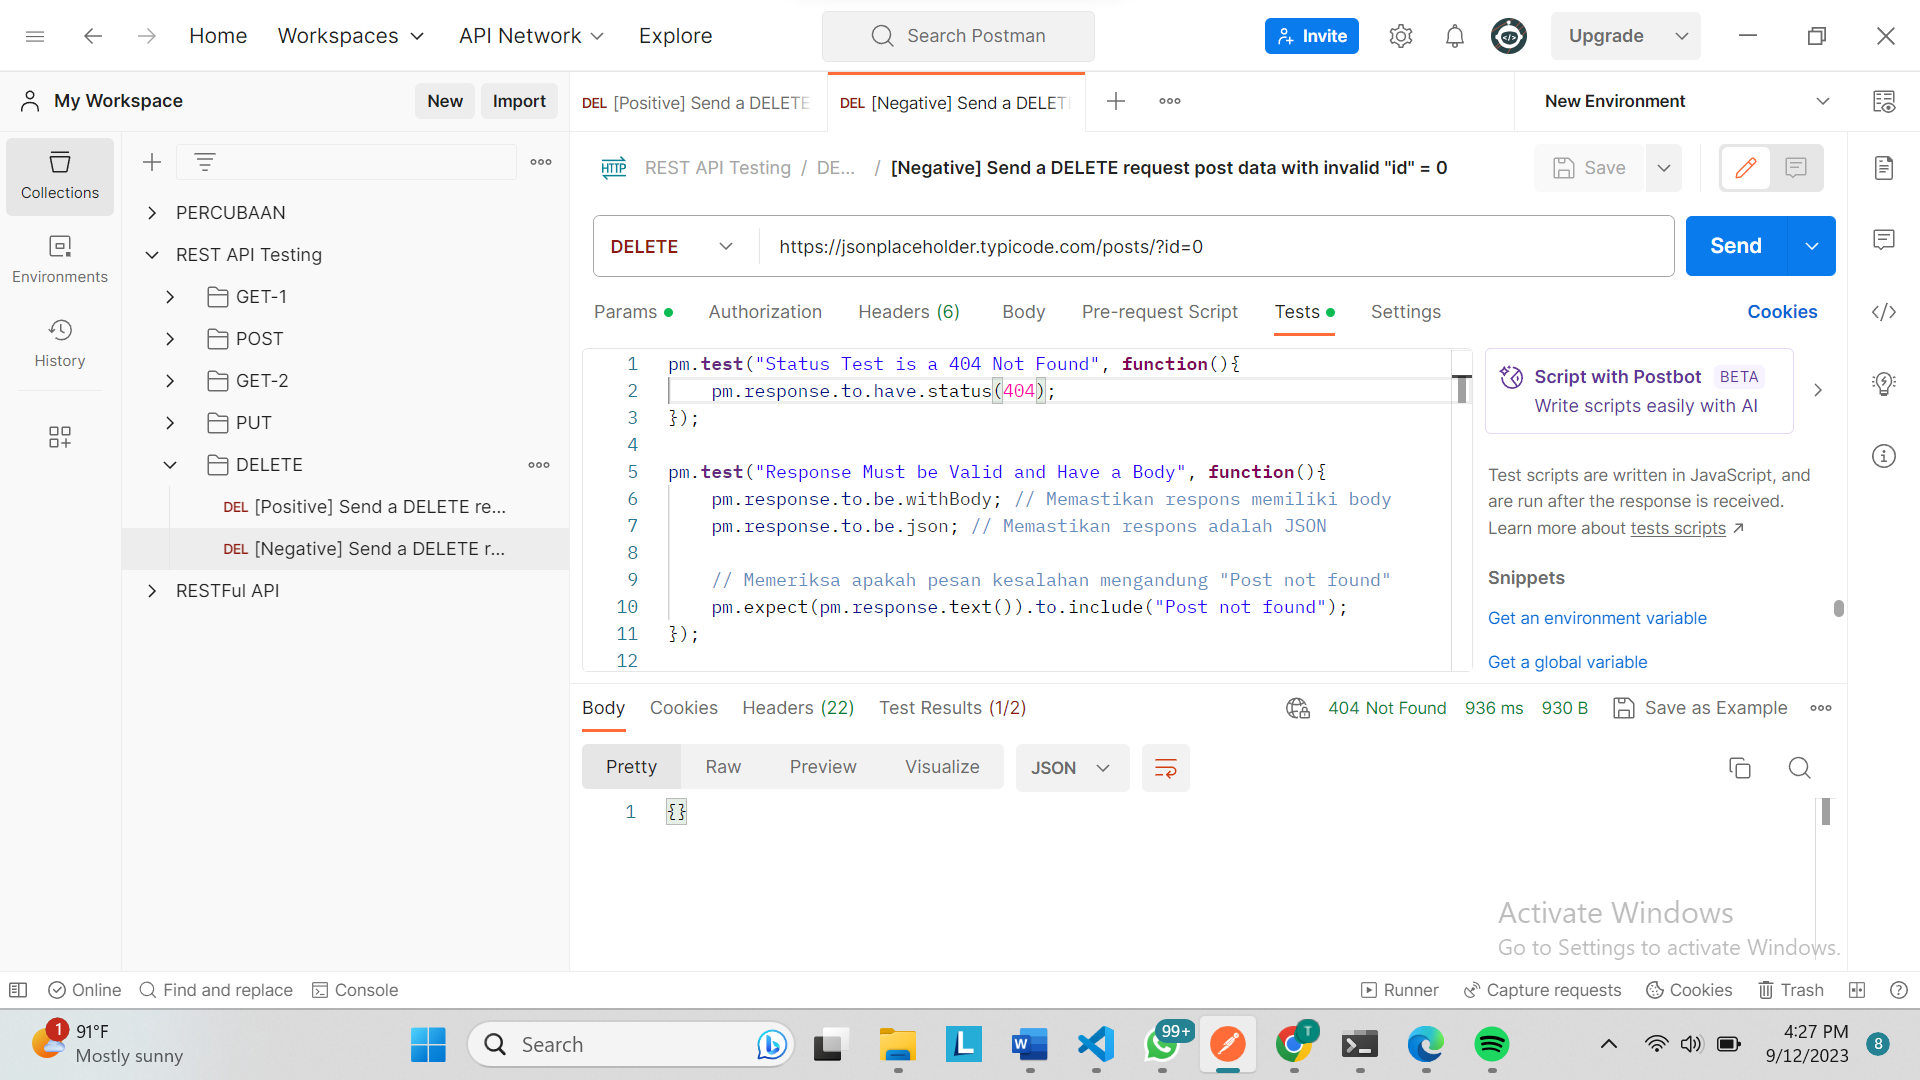 Home
Workspaces
API Network
Explore
Search Postman
Invite
Upgrade
My Workspace
New
Import
DEL [Positive] Send a DELETE
DEL [Negative] Send a DELET
New Environment
Collections
Environments
History
PERCUBAAN
REST API Testing
GET-1
POST
GET-2
PUT
DELETE
DEL [Positive] Send a DELETE re...
DEL [Negative] Send a DELETE r...
RESTFul API
HTTP REST API Testing / DE... / [Negative] Send a DELETE request post data with invalid "id" = 0
Save
DELETE
https://jsonplaceholder.typicode.com/posts/?id=0
Send
Params
Authorization
Headers (6)
Body
Pre-request Script
Tests
Settings
Cookies
1 pm.test("Status Test is a 404 Not Found", function(){
2 pm.response.to.have.status(404);
3 });
4
5 pm.test("Response Must be Valid and Have a Body", function(){
6 pm.response.to.be.withBody; // Memastikan respons memiliki body
7 pm.response.to.be.json; // Memastikan respons adalah JSON
8
9 // Memeriksa apakah pesan kesalahan mengandung "Post not found"
10 pm.expect(pm.response.text()).to.include("Post not found");
11 });
12
Script with Postbot BETA
Write scripts easily with AI
Test scripts are written in JavaScript, and
are run after the response is received.
Learn more about tests scripts ↗
Snippets
Get an environment variable
Get a global variable
Body
Cookies
Headers (22)
Test Results (1/2)
404 Not Found
936 ms
930 B
Save as Example
Pretty
Raw
Preview
Visualize
JSON
1 {}
Activate Windows
Go to Settings to activate Windows.
Online
Find and replace
Console
Runner
Capture requests
Cookies
Trash
1
91°F
Mostly sunny
Search
L
W
99+
T
4:27 PM
9/12/2023
8